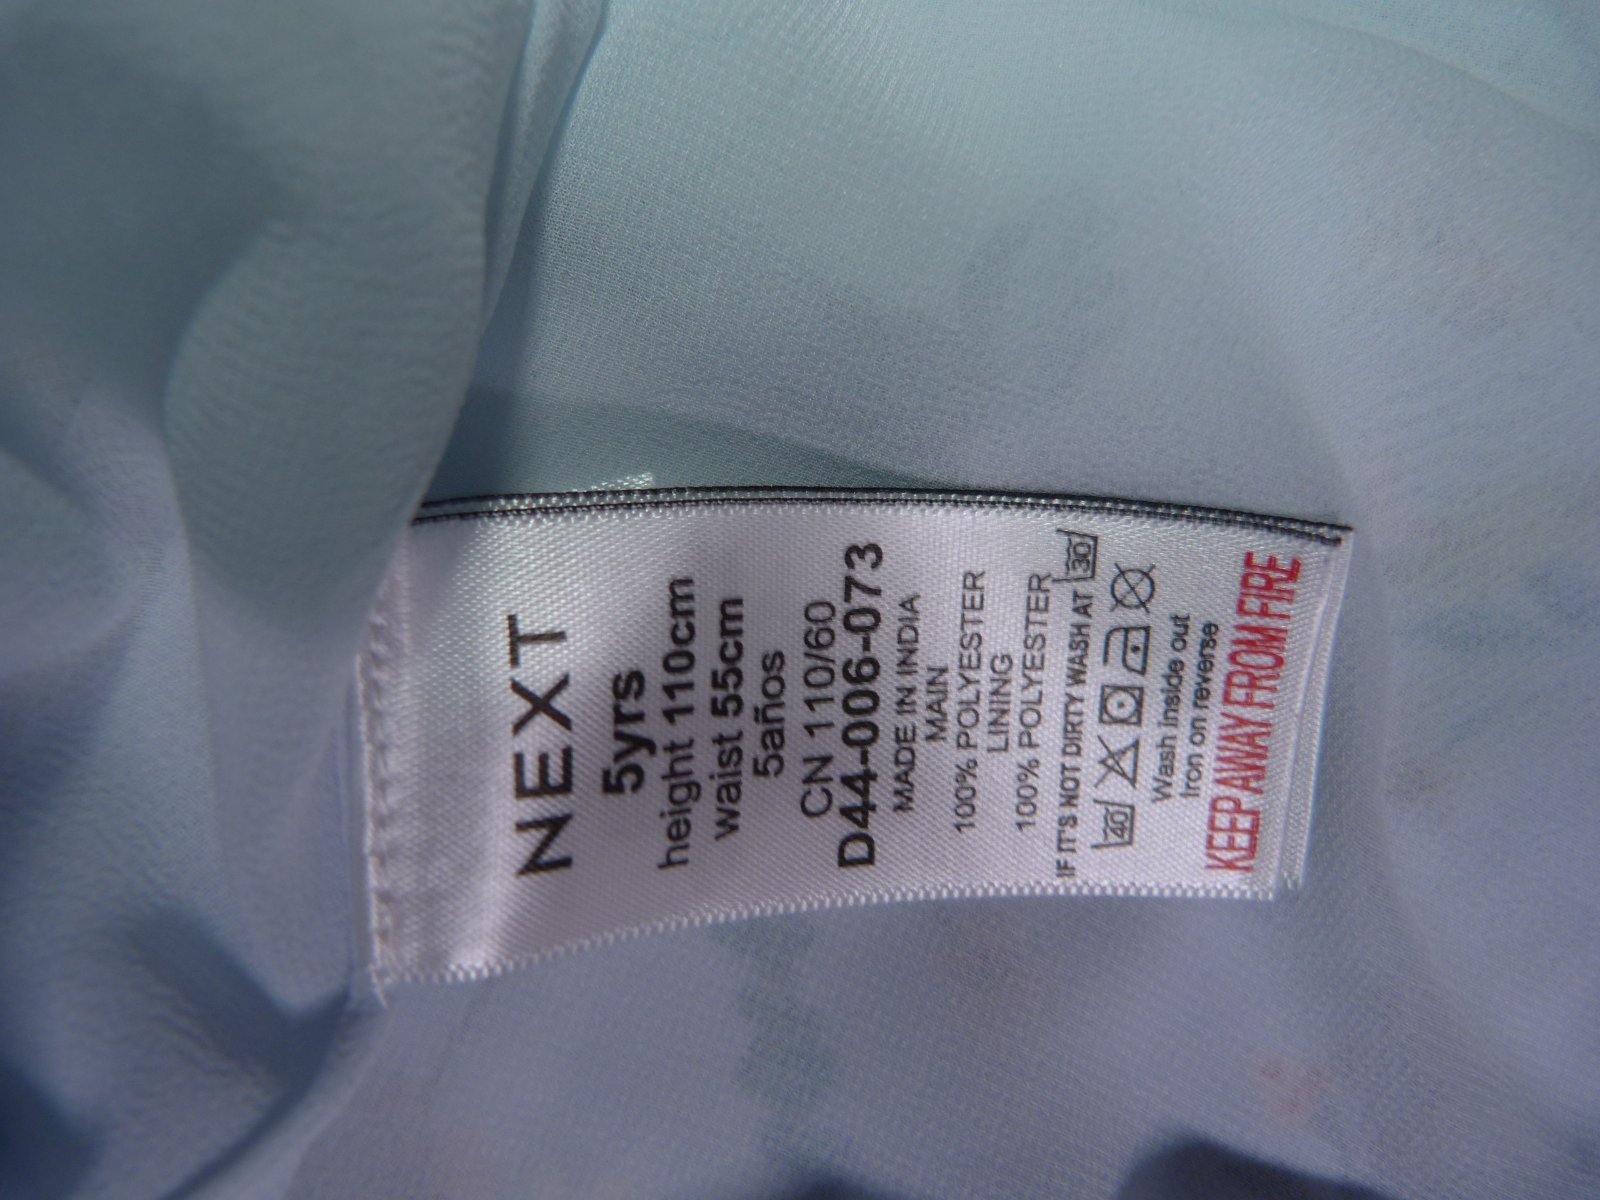 NEXT
5yrs
height 110cm
waist 55cm
5años
CN 110/60
D44-006-073
MADE IN INDIA
MAIN
100% POLYESTER
LINING
100% POLYESTER
IF IT'S NOT DIRTY WASH AT 30
40
Wash inside out
Iron on reverse
KEEP AWAY FROM FIRE